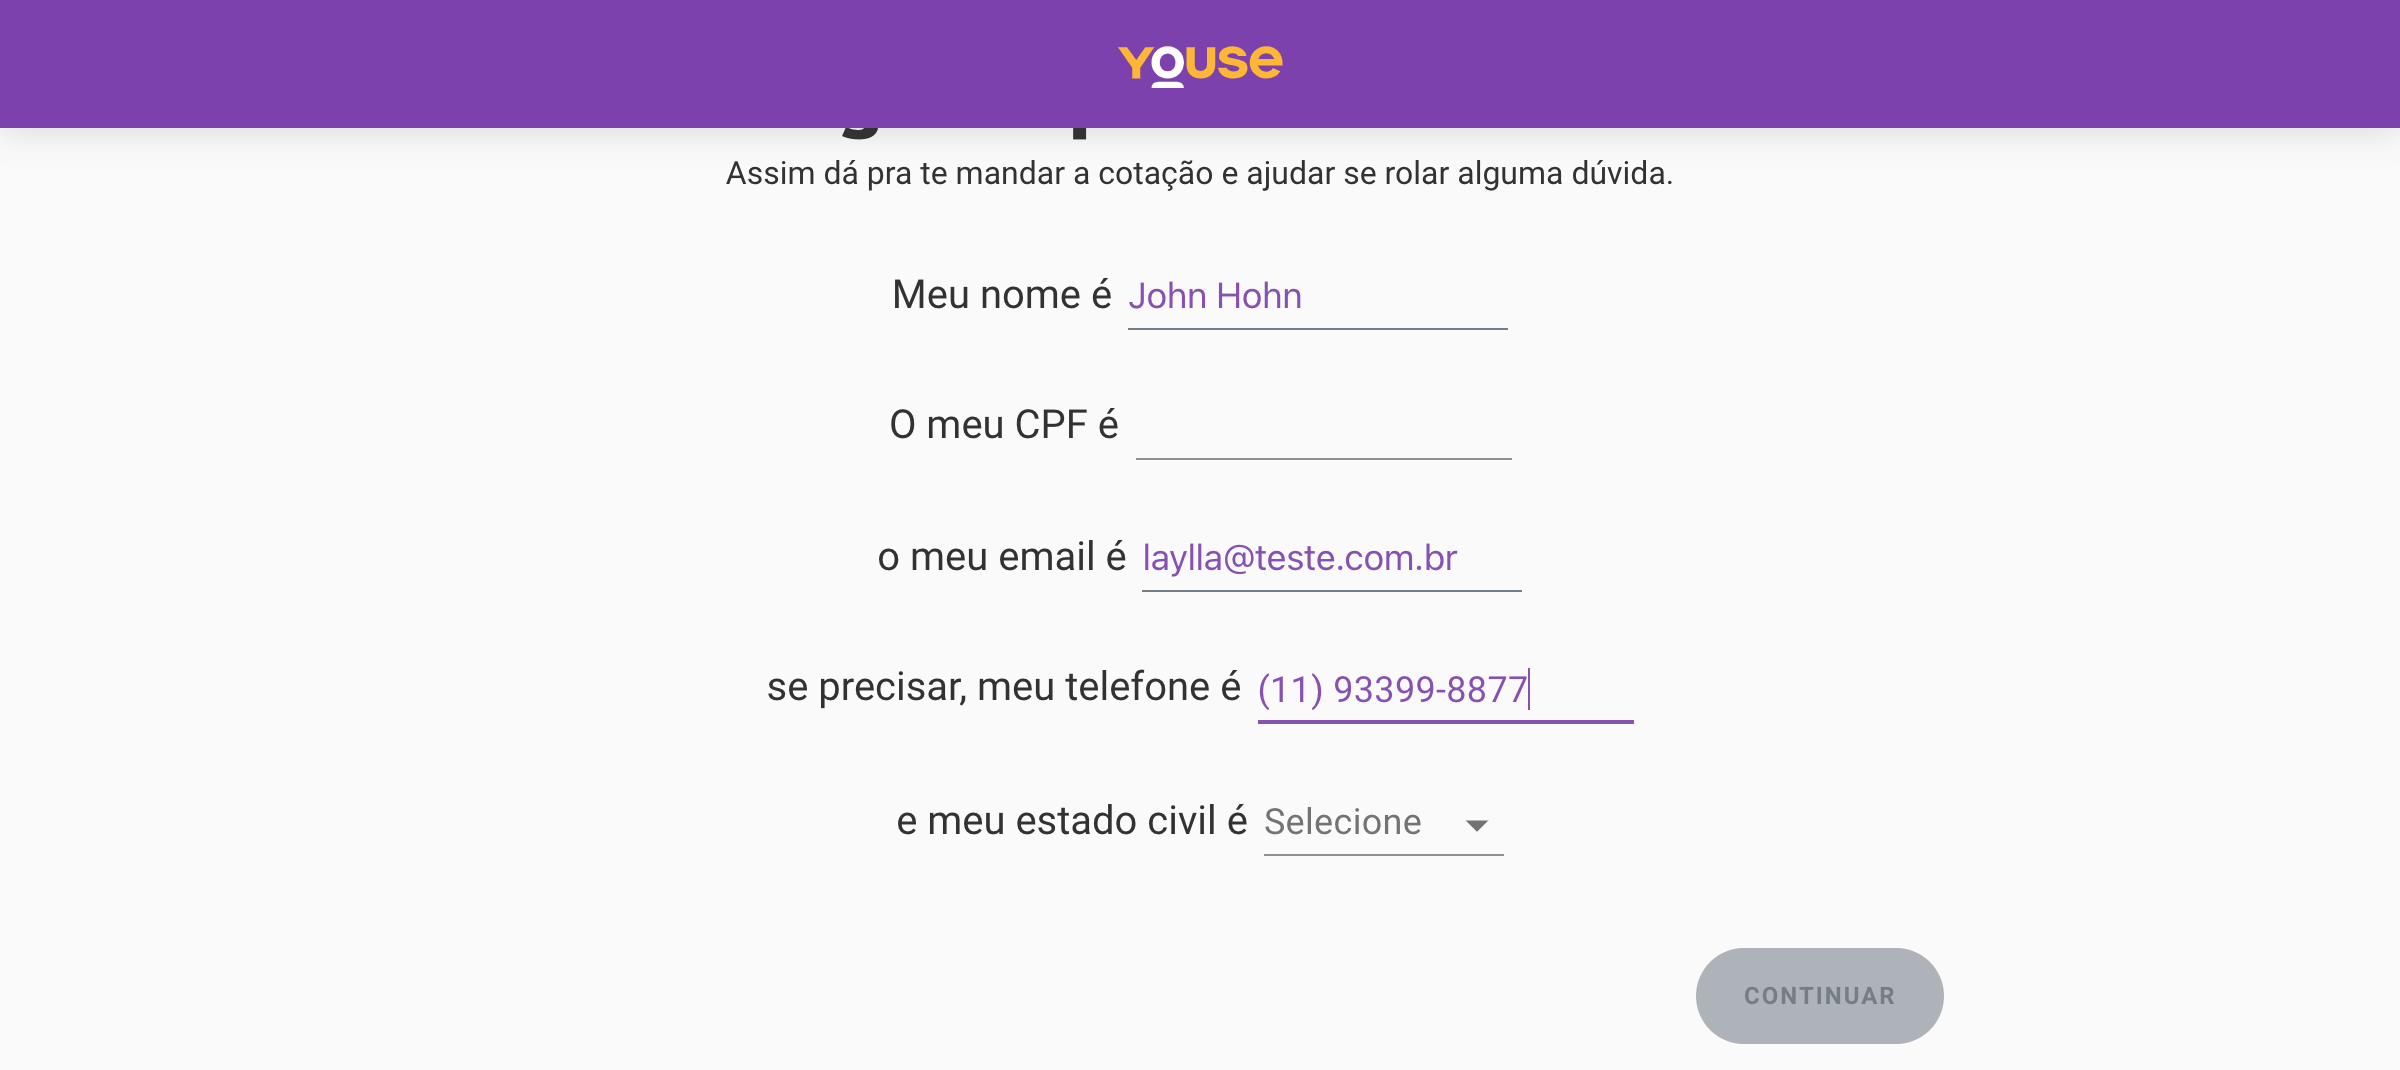 youse
Assim dá pra te mandar a cotação e ajudar se rolar alguma dúvida.
Meu nome é John Hohn
O meu CPF é
o meu email é laylla@teste.com.br
se precisar, meu telefone é (11) 93399-8877
e meu estado civil é Selecione
CONTINUAR